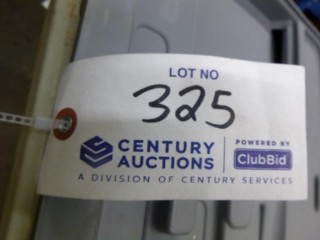 LOT NO
325
CENTURY AUCTIONS
POWERED BY
ClubBid
A DIVISION OF CENTURY SERVICES